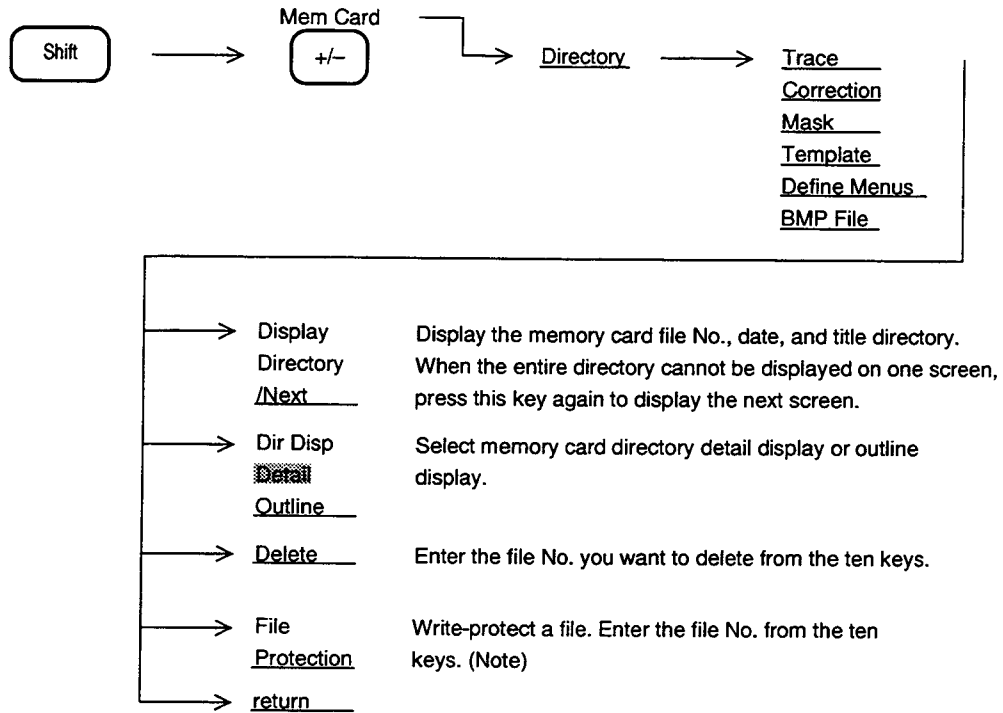 Mem Card
Shift
+/–
Directory
Trace
Correction
Mask
Template
Define Menus
BMP File
Display
Directory
/Next
Display the memory card file No., date, and title directory.
When the entire directory cannot be displayed on one screen,
press this key again to display the next screen.
Dir Disp
Detail
Outline
Select memory card directory detail display or outline
display.
Delete
Enter the file No. you want to delete from the ten keys.
File
Protection
Write-protect a file. Enter the file No. from the ten
keys. (Note)
return